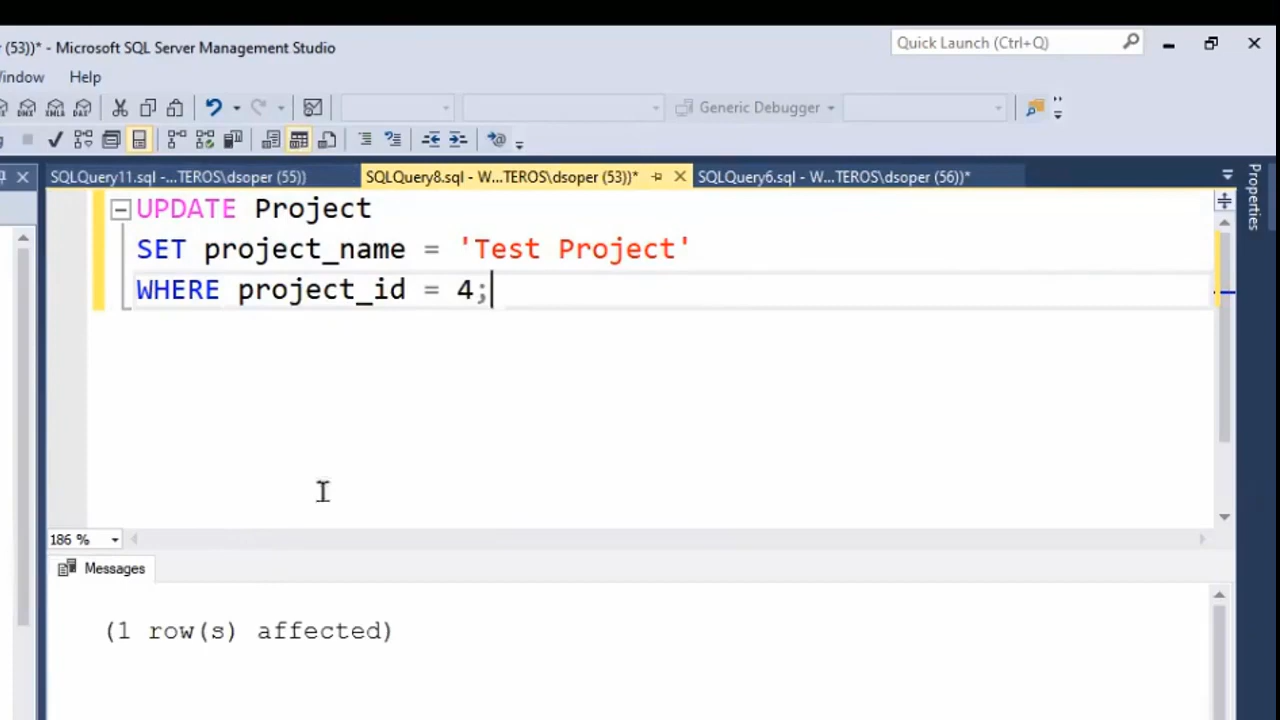 r (53))* - Microsoft SQL Server Management Studio
Quick Launch (Ctrl+Q)
Window Help
Generic Debugger
SQLQuery11.sql -...TEROS\dsoper (55))
SQLQuery8.sql - W...TEROS\dsoper (53))*
SQLQuery6.sql - W...TEROS\dsoper (56))*
Properties
UPDATE Project
SET project_name = 'Test Project'
WHERE project_id = 4;
186 %
Messages
(1 row(s) affected)